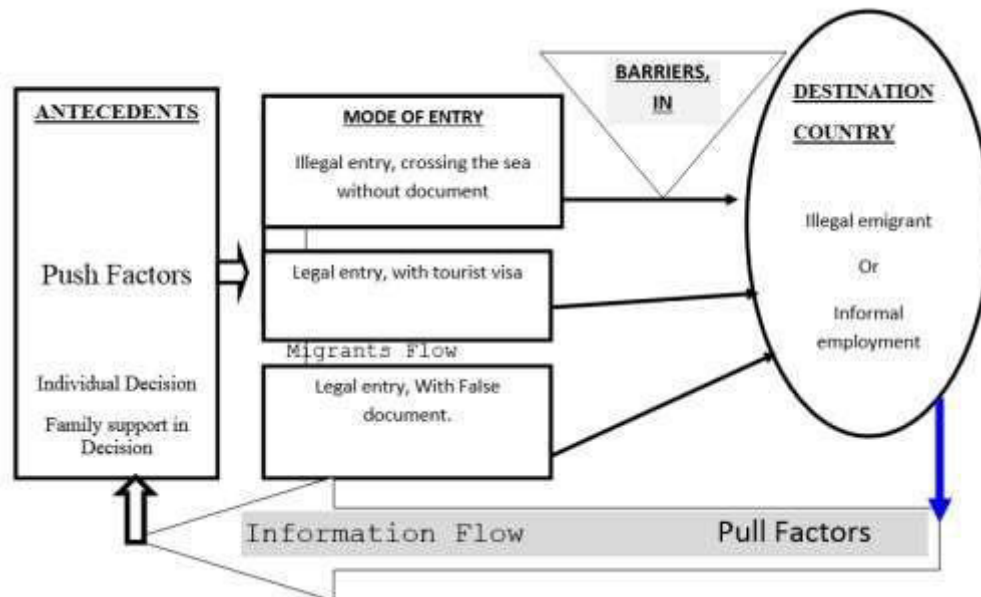 ANTECEDENTS
Push Factors
Individual Decision
Family support in
Decision
MODE OF ENTRY
Illegal entry, crossing the sea
without document
Legal entry, with tourist visa
Migrants Flow
Legal entry, With False
document.
BARRIERS,
IN
DESTINATION
COUNTRY
Illegal emigrant
Or
Informal
employment
Information Flow Pull Factors